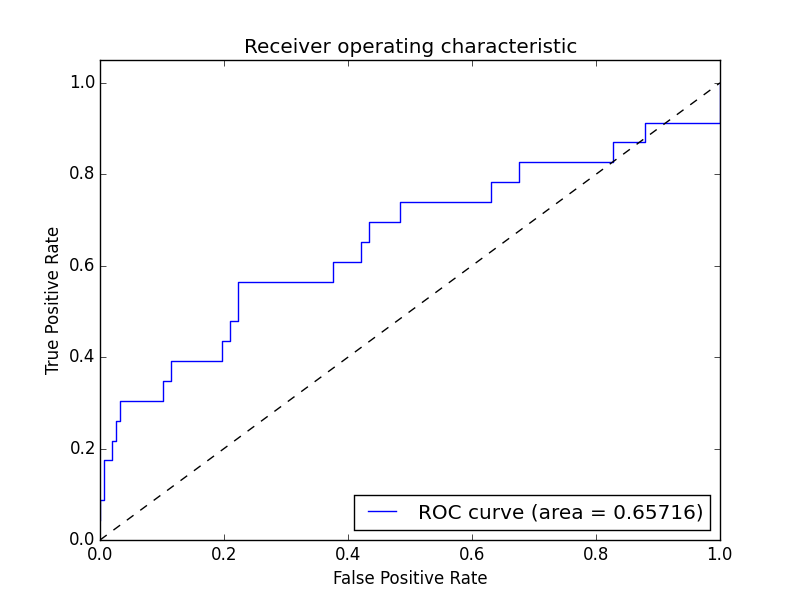 Receiver operating characteristic
1.0
0.8
0.6
0.4
0.2
0.0
True Positive Rate
ROC curve (area = 0.65716)
0.0 0.2 0.4 0.6 0.8 1.0
False Positive Rate